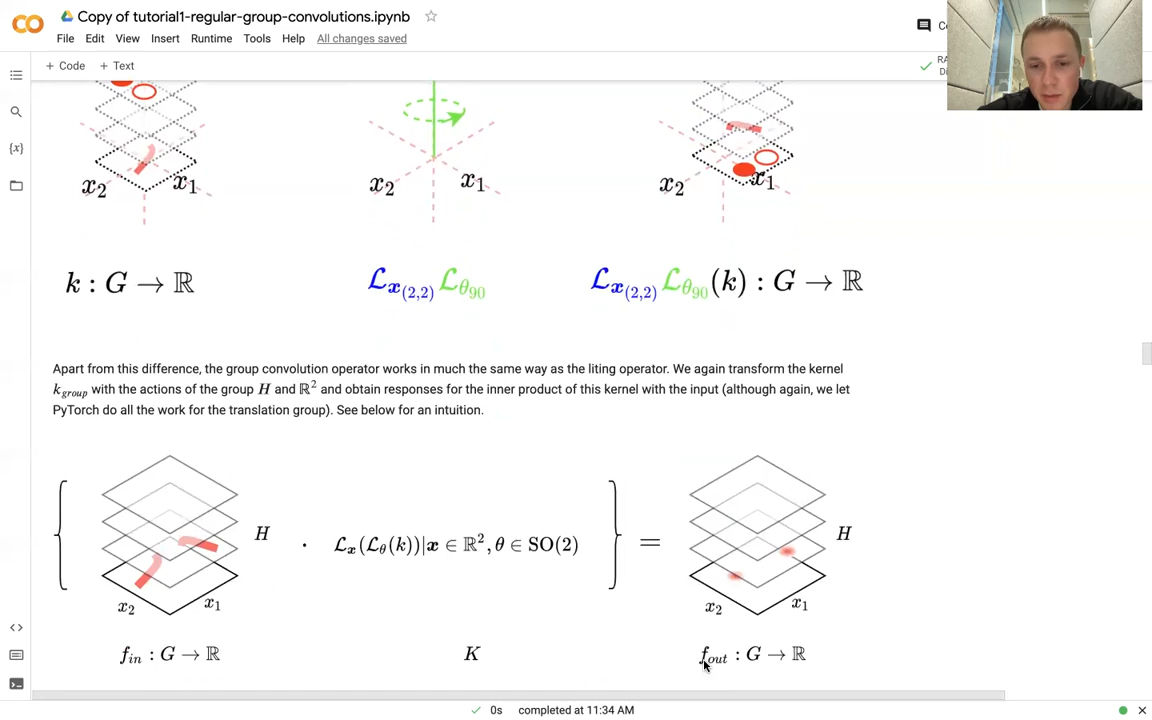 Copy of tutorial1-regular-group-convolutions.ipynb
File Edit View Insert Runtime Tools Help All changes saved
+ Code + Text
x₂ x₁ x₂ x₁ x₂ x₁
k : G → ℝ
𝓛𝒙₍₂,₂₎ 𝓛θ₉₀
𝓛𝒙₍₂,₂₎ 𝓛θ₉₀(k) : G → ℝ
Apart from this difference, the group convolution operator works in much the same way as the liting operator. We again transform the kernel
k_group with the actions of the group H and ℝ² and obtain responses for the inner product of this kernel with the input (although again, we let
PyTorch do all the work for the translation group). See below for an intuition.
{ H · 𝓛𝒙(𝓛θ(k))|𝒙 ∈ ℝ², θ ∈ SO(2) } = H
x₂ x₁ x₂ x₁
f_in : G → ℝ
K
f_out : G → ℝ
0s completed at 11:34 AM